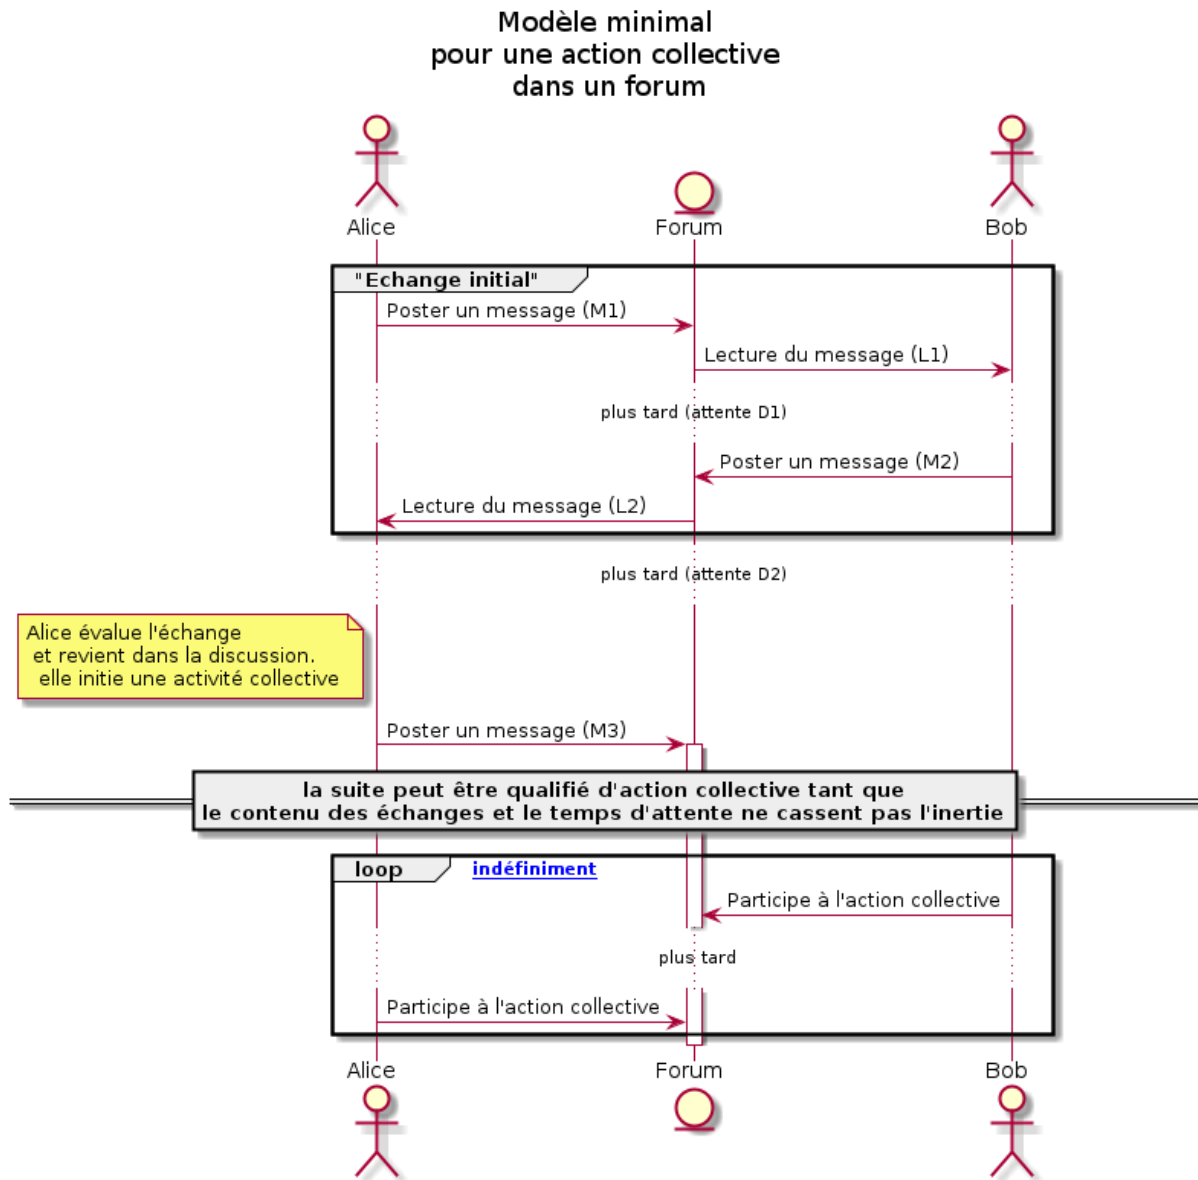 Modèle minimal
pour une action collective
dans un forum
Alice
Forum
Bob
"Echange initial"
Poster un message (M1)
Lecture du message (L1)
plus tard (attente D1)
Poster un message (M2)
Lecture du message (L2)
plus tard (attente D2)
Alice évalue l'échange
et revient dans la discussion.
elle initie une activité collective
Poster un message (M3)
la suite peut être qualifié d'action collective tant que
le contenu des échanges et le temps d'attente ne cassent pas l'inertie
loop indéfiniment
Participe à l'action collective
plus tard
Participe à l'action collective
Alice
Forum
Bob